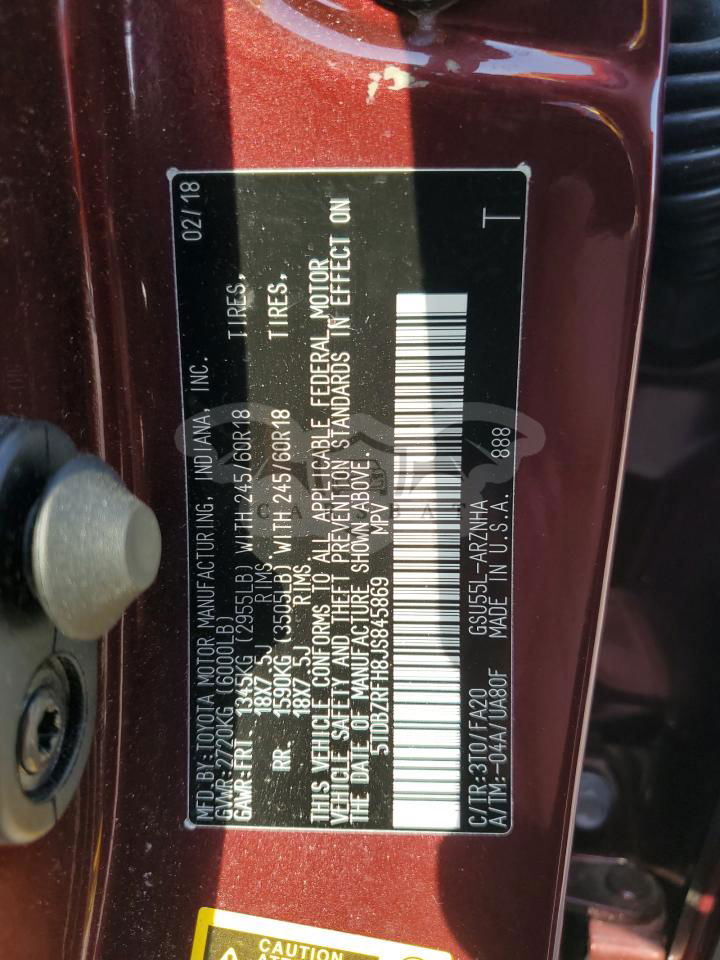 MFD.BY:TOYOTA MOTOR MANUFACTURING, INDIANA, INC. 02/18
GVWR:2720KG (6000LB)
GAWR:FRT. 1345KG (2955LB) WITH 245/60R18 TIRES,
18X7.5J RIMS
RR. 1590KG (3505LB) WITH 245/60R18 TIRES,
18X7.5J RIMS
THIS VEHICLE CONFORMS TO ALL APPLICABLE FEDERAL MOTOR
VEHICLE SAFETY AND THEFT PREVENTION STANDARDS IN EFFECT ON
THE DATE OF MANUFACTURE SHOWN ABOVE.
5TDBZRFH8JS845869 MPV
C/TR:3T0/FA20 GSU55L-ARZNHA
A/TM:-04A/UA80F MADE IN U.S.A. 888 T
CAUTION